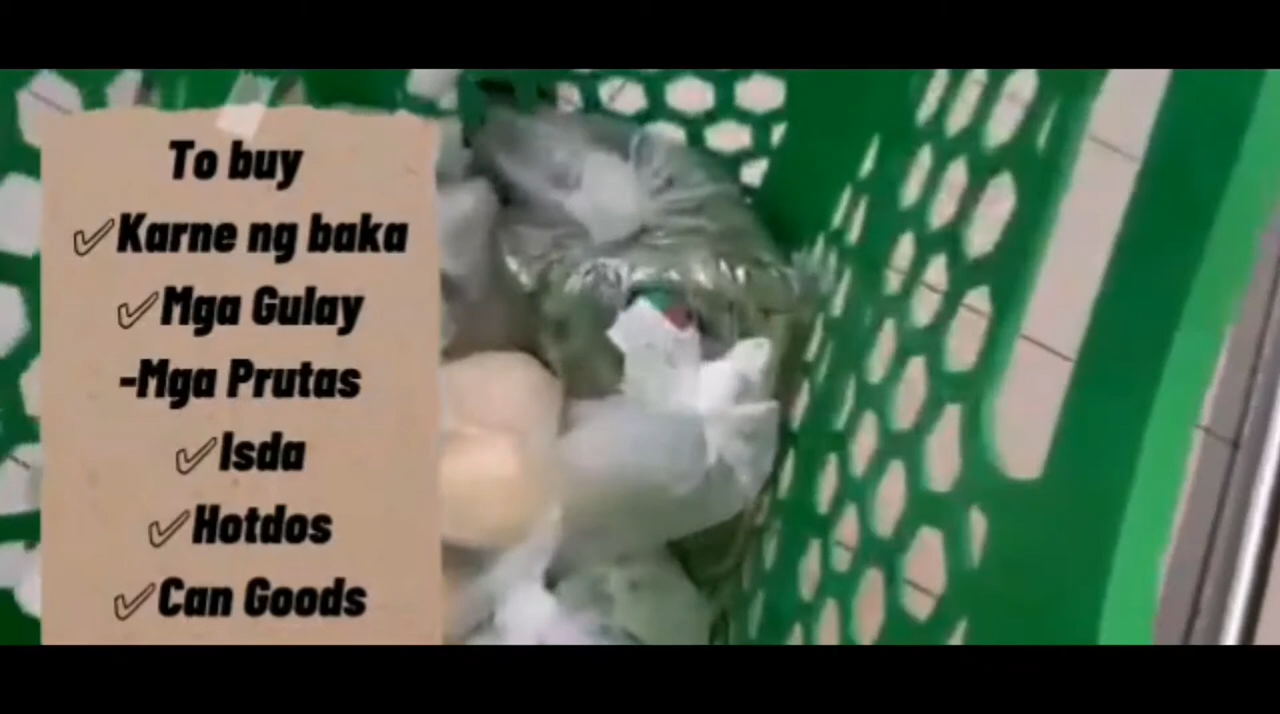 To buy
✓Karne ng baka
✓Mga Gulay
-Mga Prutas
✓Isda
✓Hotdos
✓Can Goods